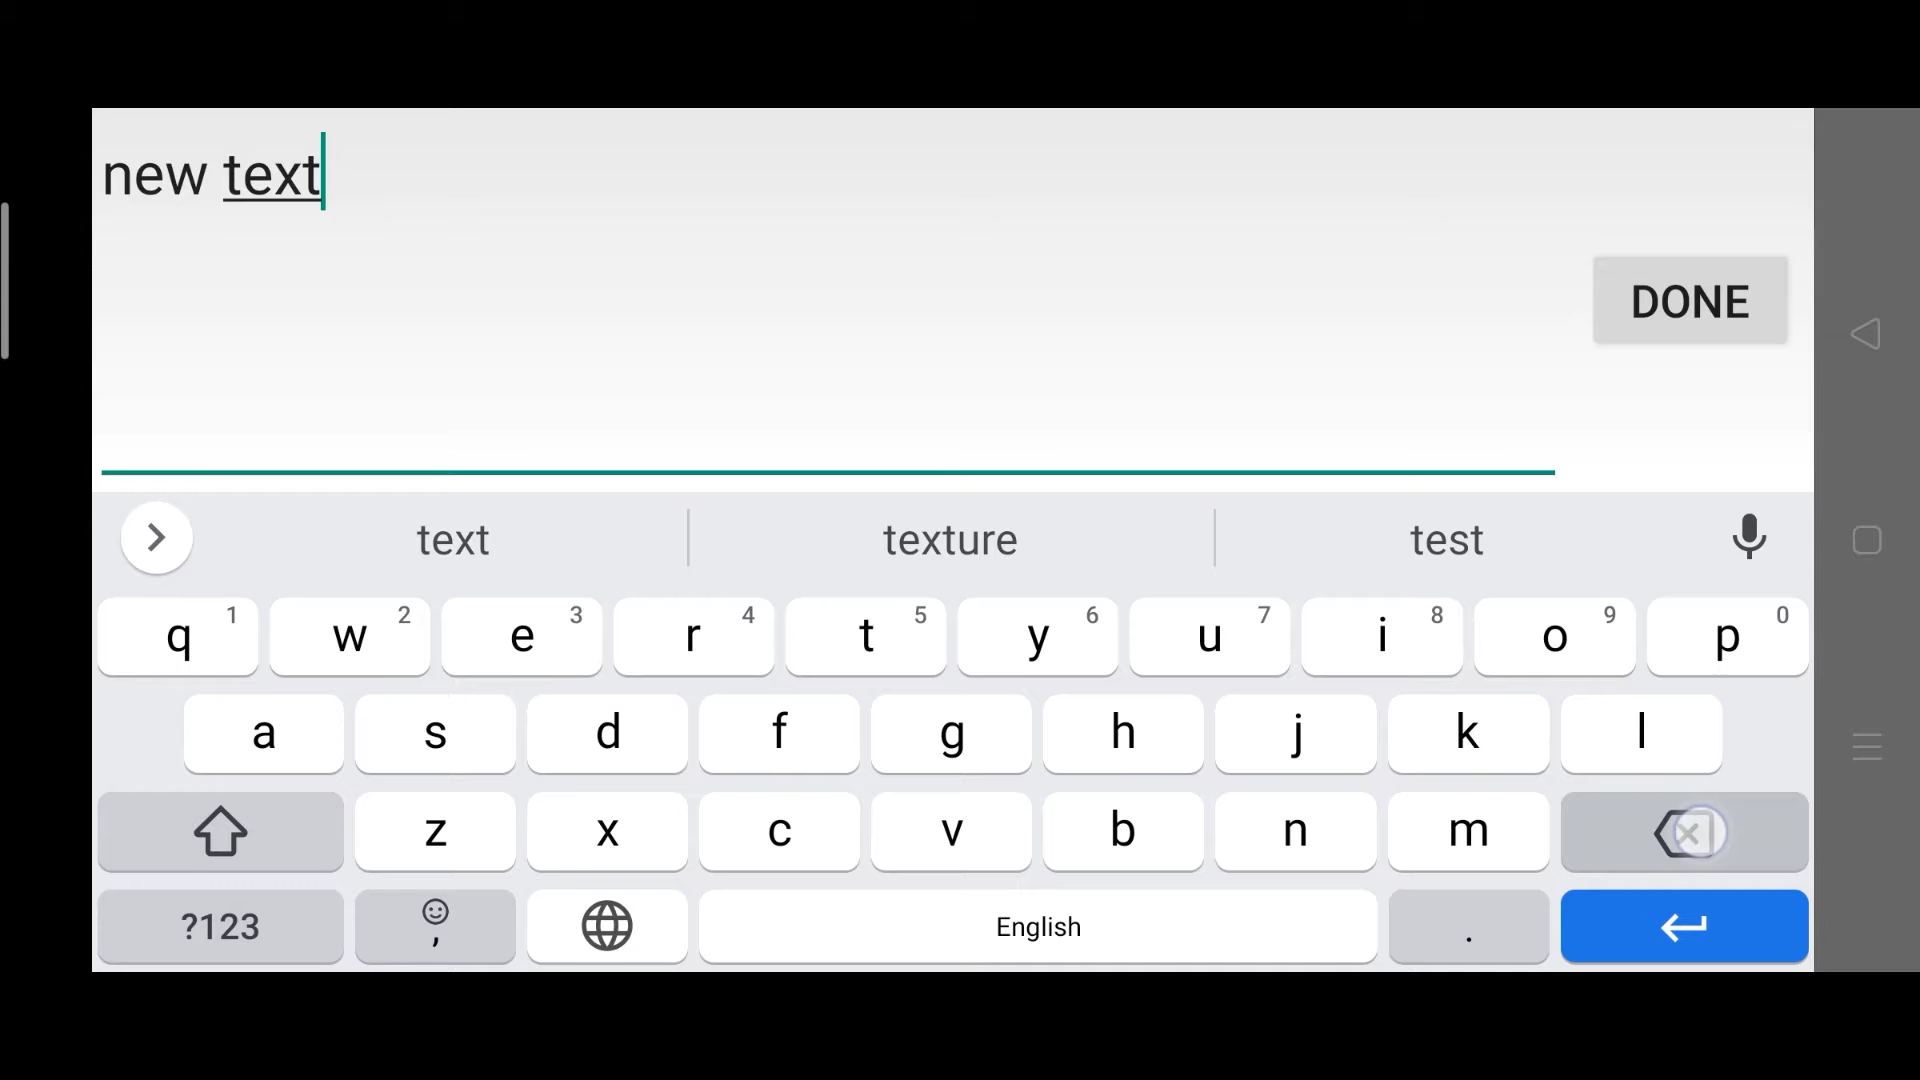 new text
DONE
text texture test
q 1 w 2 e 3 r 4 t 5 y 6 u 7 i 8 o 9 p 0
a s d f g h j k l
z x c v b n m
?123 , English .